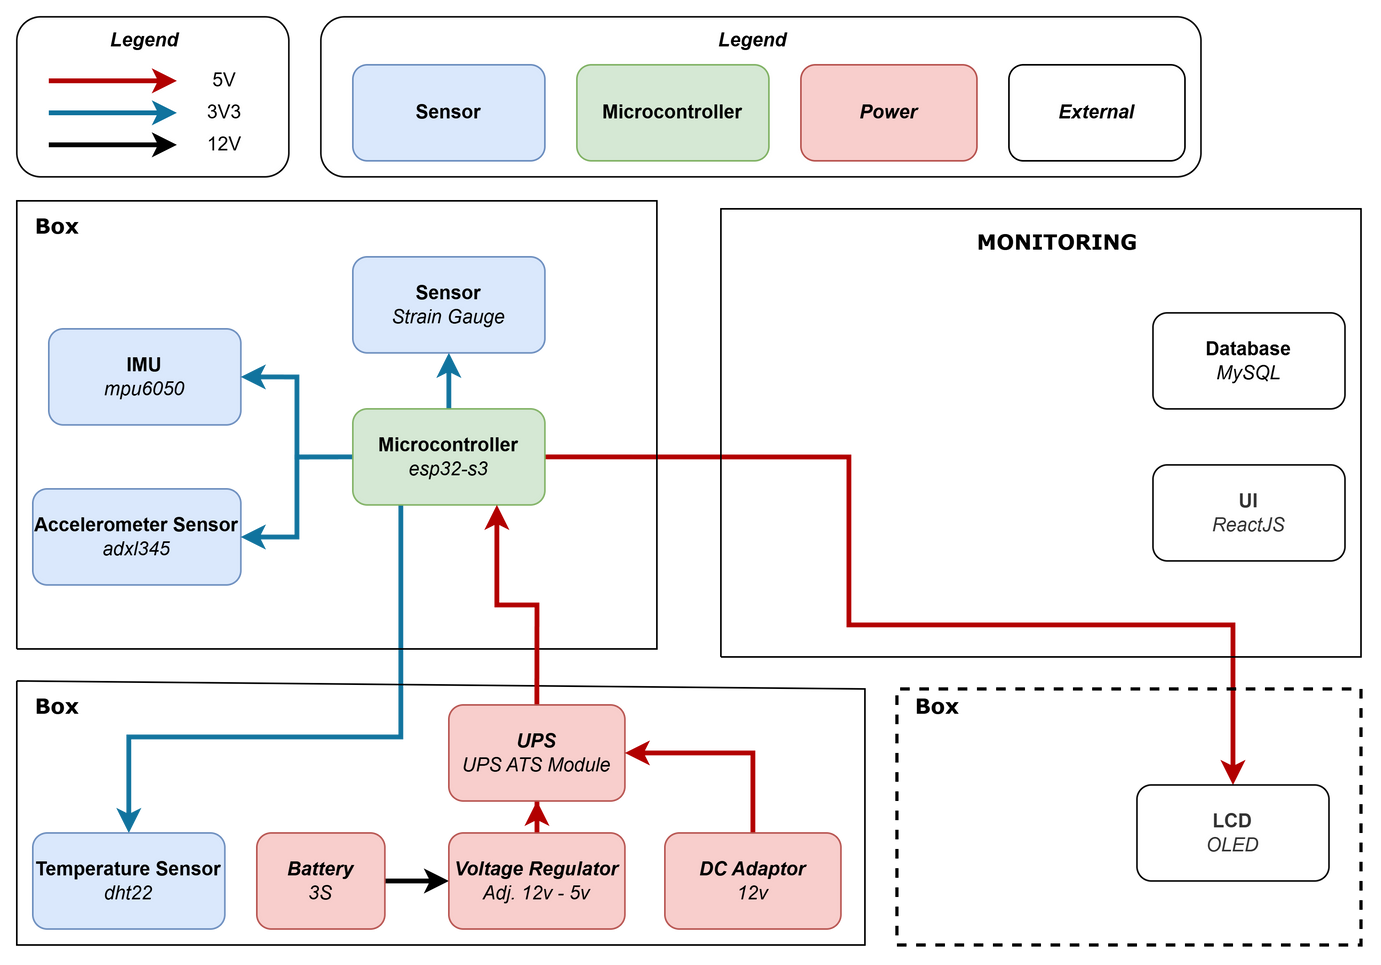 Legend
5V
3V3
12V
Legend
Sensor
Microcontroller
Power
External
Box
Sensor
Strain Gauge
IMU
mpu6050
Microcontroller
esp32-s3
Accelerometer Sensor
adxl345
MONITORING
Database
MySQL
UI
ReactJS
Box
UPS
UPS ATS Module
Temperature Sensor
dht22
Battery
3S
Voltage Regulator
Adj. 12v - 5v
DC Adaptor
12v
Box
LCD
OLED